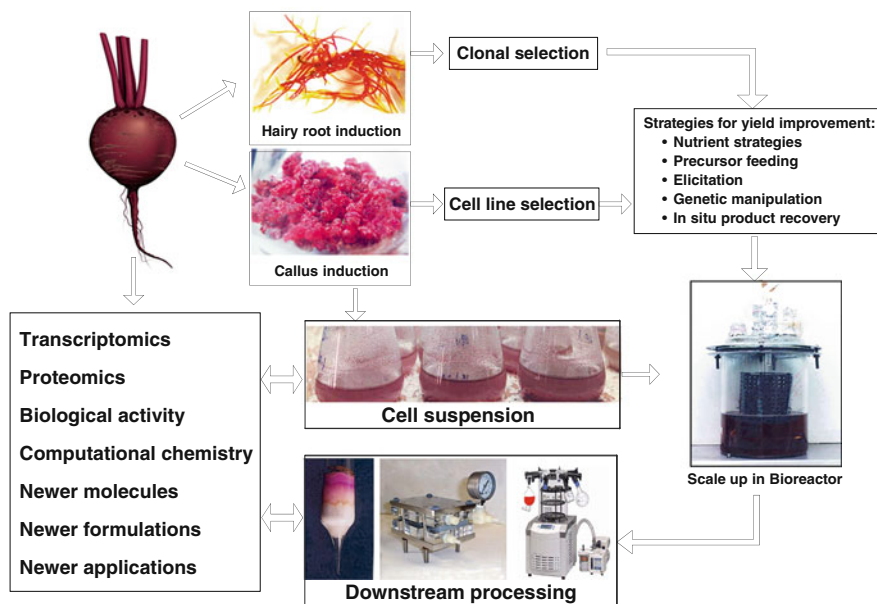 Hairy root induction
Clonal selection
Callus induction
Cell line selection
Strategies for yield improvement:
• Nutrient strategies
• Precursor feeding
• Elicitation
• Genetic manipulation
• In situ product recovery
Transcriptomics
Proteomics
Biological activity
Computational chemistry
Newer molecules
Newer formulations
Newer applications
Cell suspension
Scale up in Bioreactor
Downstream processing